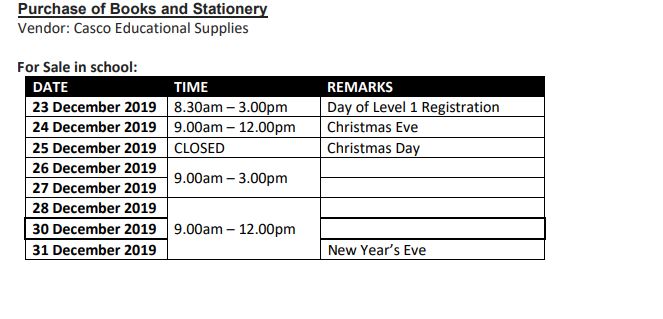 Purchase of Books and Stationery
Vendor: Casco Educational Supplies
For Sale in school:
DATE TIME REMARKS
23 December 2019 8.30am – 3.00pm Day of Level 1 Registration
24 December 2019 9.00am – 12.00pm Christmas Eve
25 December 2019 CLOSED Christmas Day
26 December 2019
9.00am – 3.00pm
27 December 2019
28 December 2019
30 December 2019 9.00am – 12.00pm
31 December 2019 New Year’s Eve